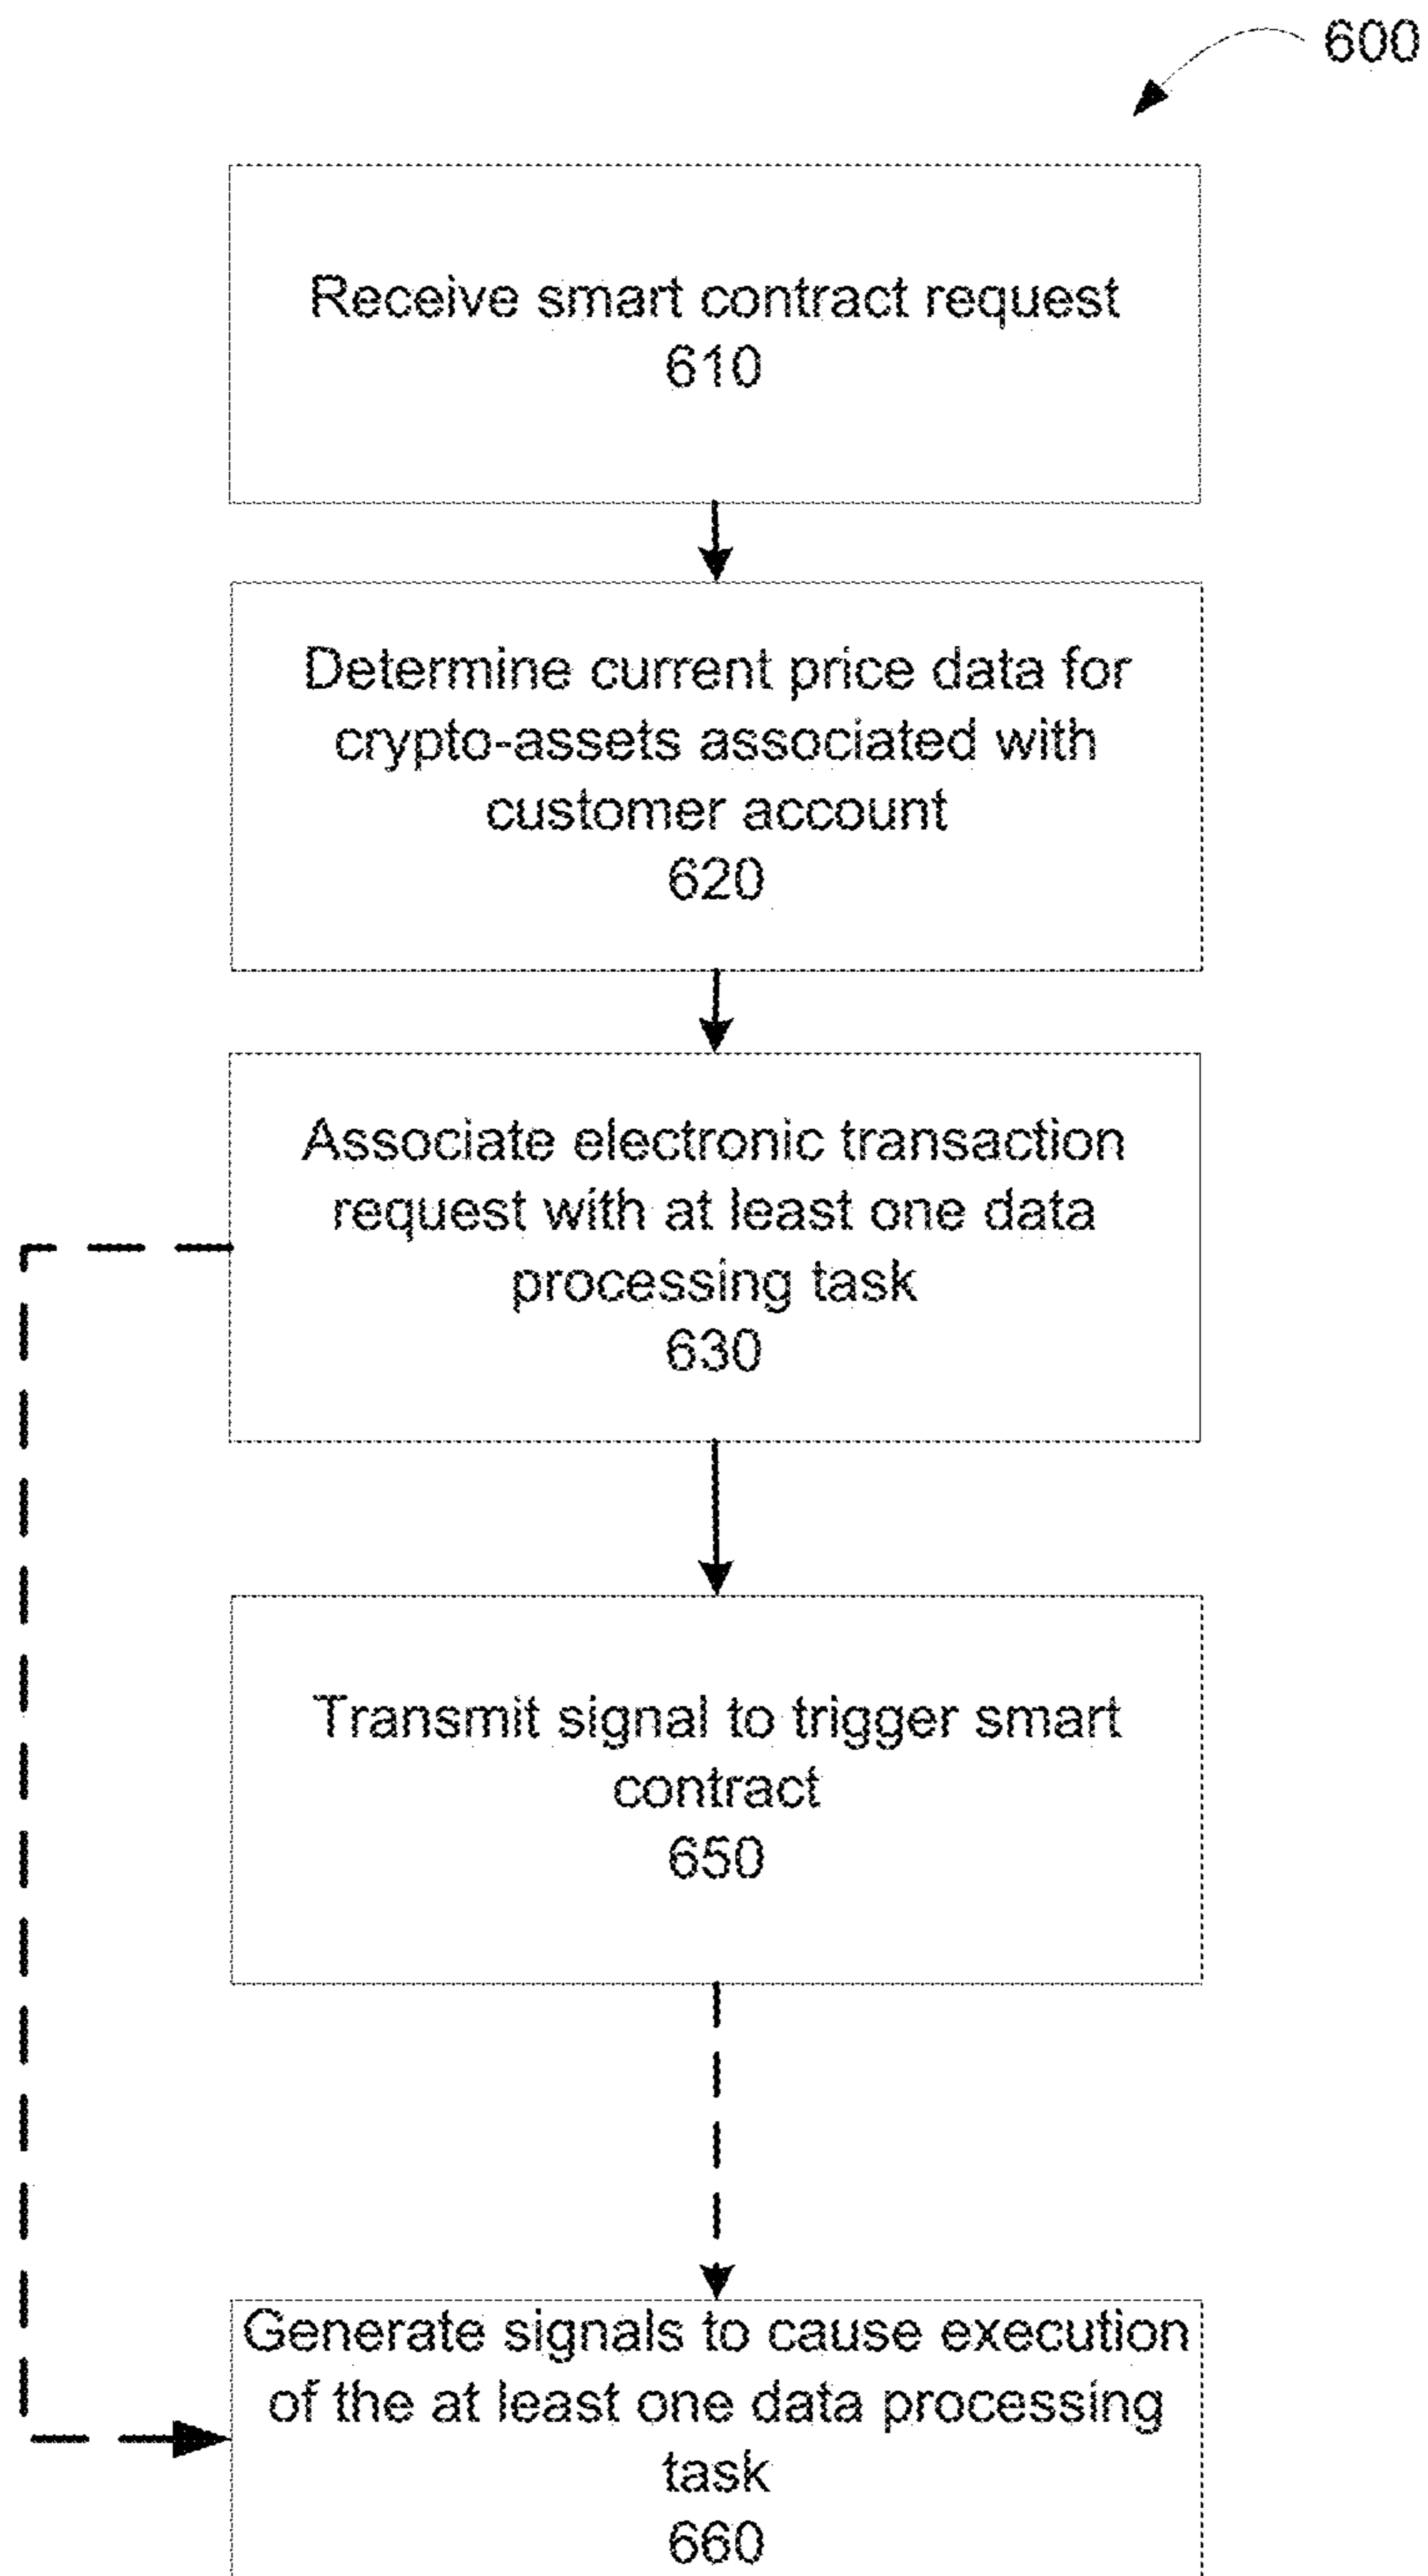 600
Receive smart contract request
610
Determine current price data for
crypto-assets associated with
customer account
620
Associate electronic transaction
request with at least one data
processing task
630
Transmit signal to trigger smart
contract
650
Generate signals to cause execution
of the at least one data processing
task
660